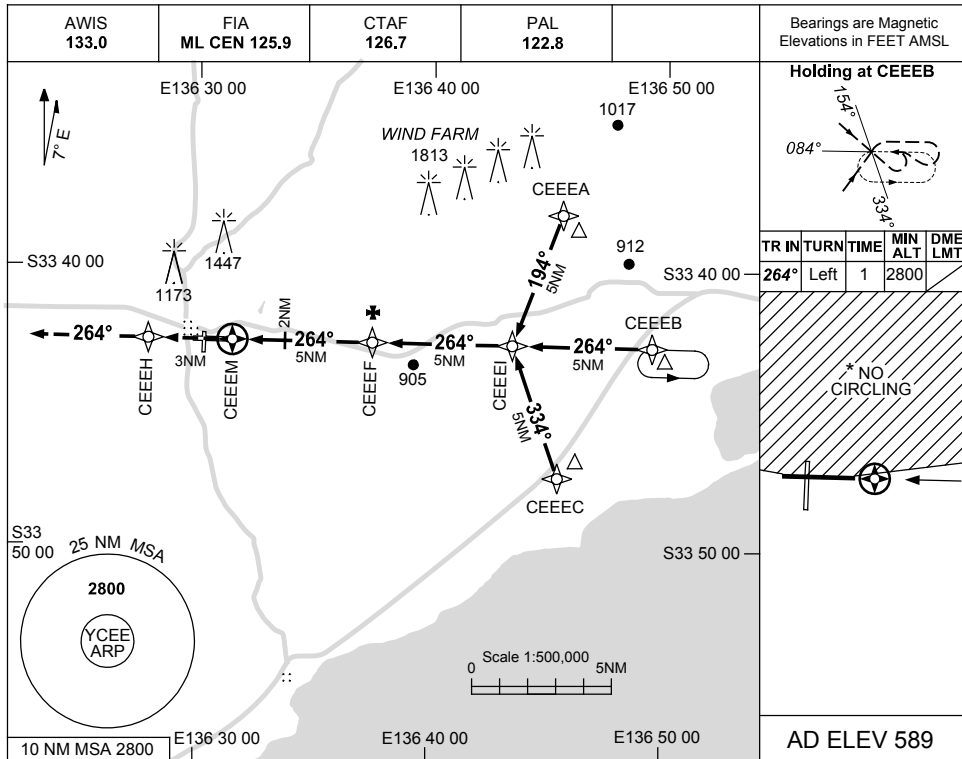 AWIS
133.0
FIA
ML CEN 125.9
CTAF
126.7
PAL
122.8
Bearings are Magnetic
Elevations in FEET AMSL
E136 30 00
E136 40 00
E136 50 00
7° E
WIND FARM
1813
1017
CEEEA
1447
1173
912
S33 40 00
S33 40 00
194°
5NM
CEEEB
264°
3NM
2NM
264°
5NM
264°
5NM
264°
5NM
CEEEH
CEEEM
CEEEF
905
CEEEI
334°
5NM
CEEEC
S33
50 00
S33 50 00
25 NM MSA
2800
YCEE
ARP
Scale 1:500,000
0
5NM
10 NM MSA 2800
E136 30 00
E136 40 00
E136 50 00
Holding at CEEEB
154°
084°
334°
TR IN
TURN
TIME
MIN
ALT
DME
LMT
264°
Left
1
2800
* NO
CIRCLING
AD ELEV 589